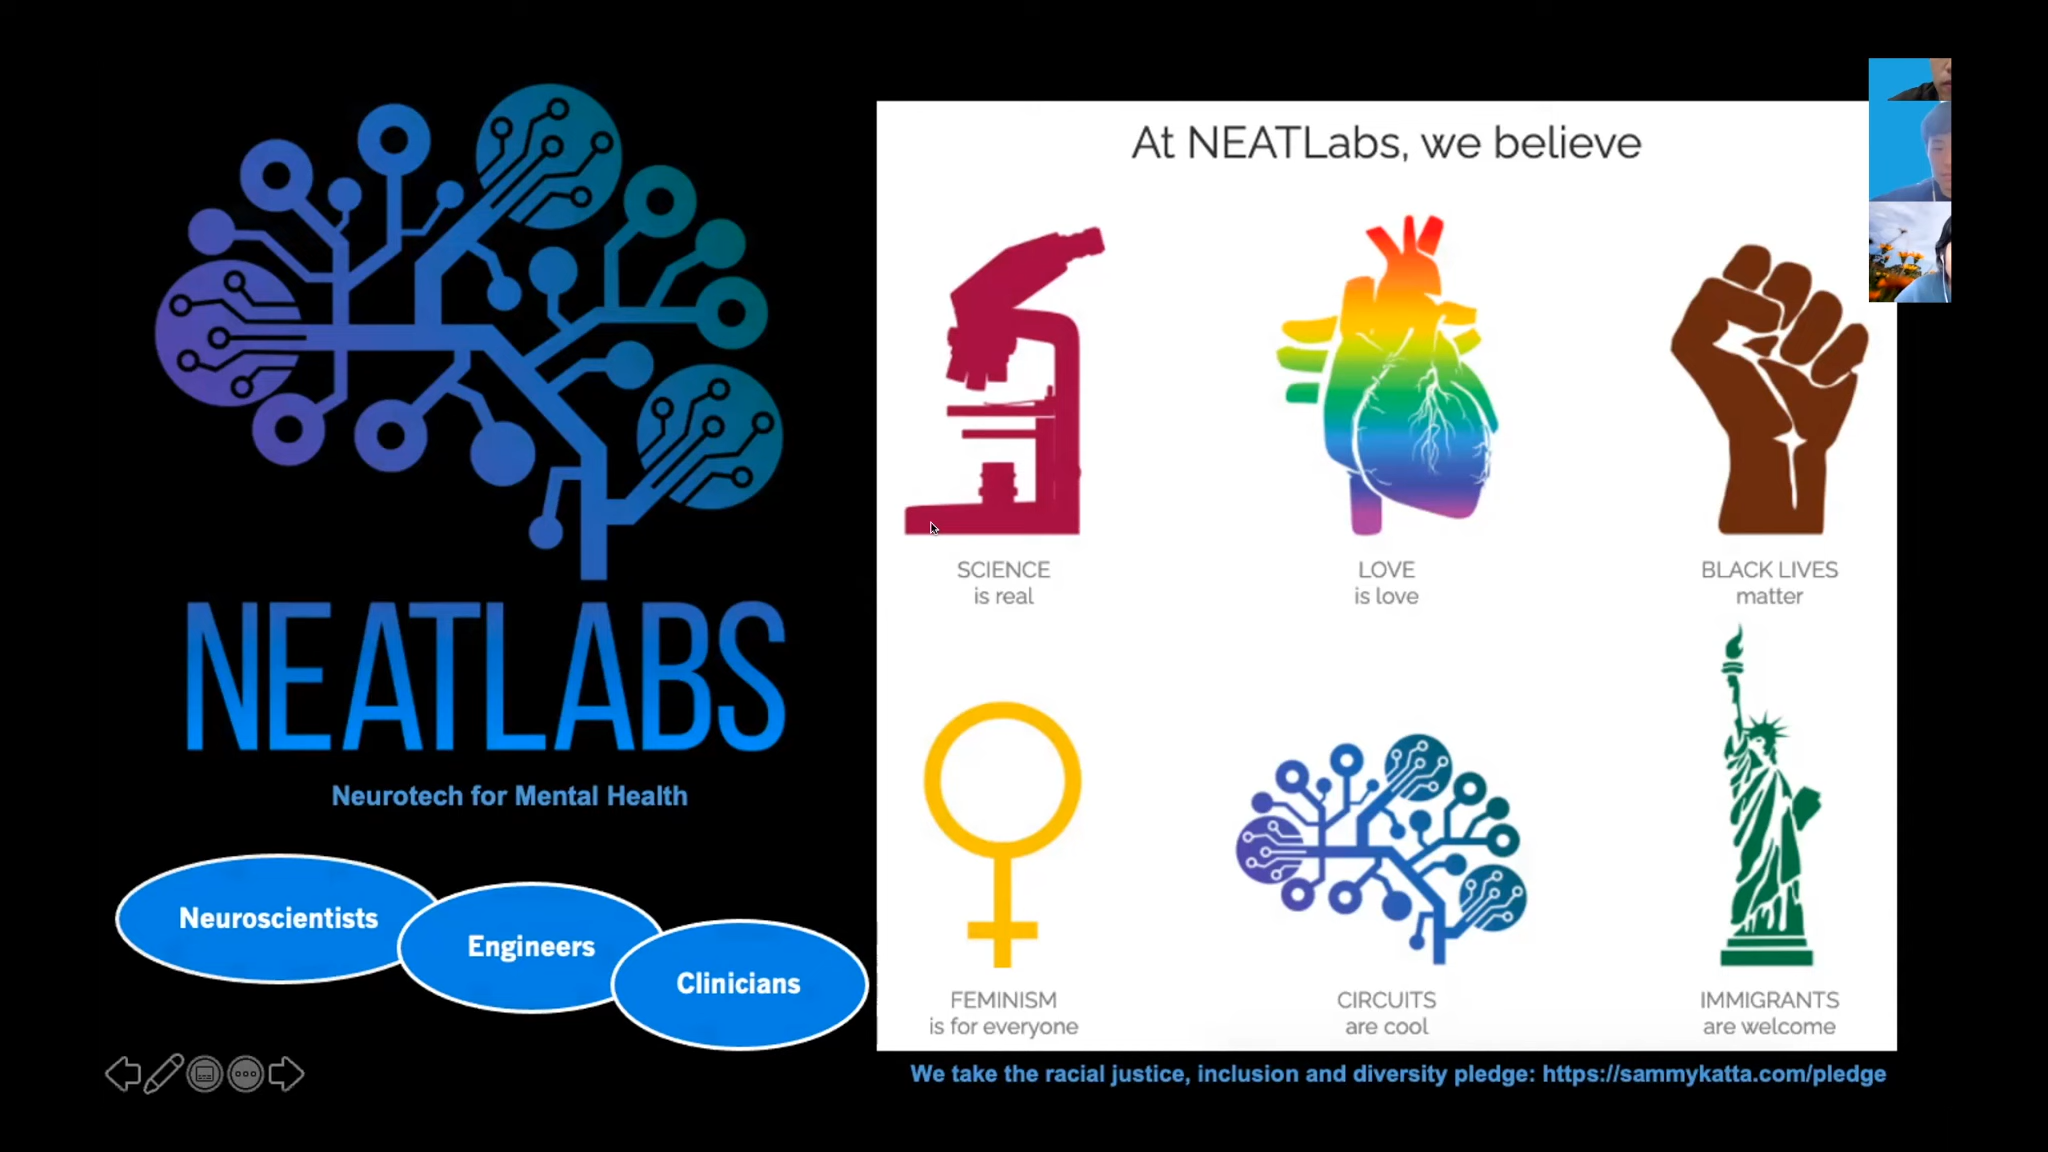 NEATLABS
Neurotech for Mental Health
Neuroscientists
Engineers
Clinicians
At NEATLabs, we believe
SCIENCE
is real
LOVE
is love
BLACK LIVES
matter
FEMINISM
is for everyone
CIRCUITS
are cool
IMMIGRANTS
are welcome
We take the racial justice, inclusion and diversity pledge: https://sammykatta.com/pledge